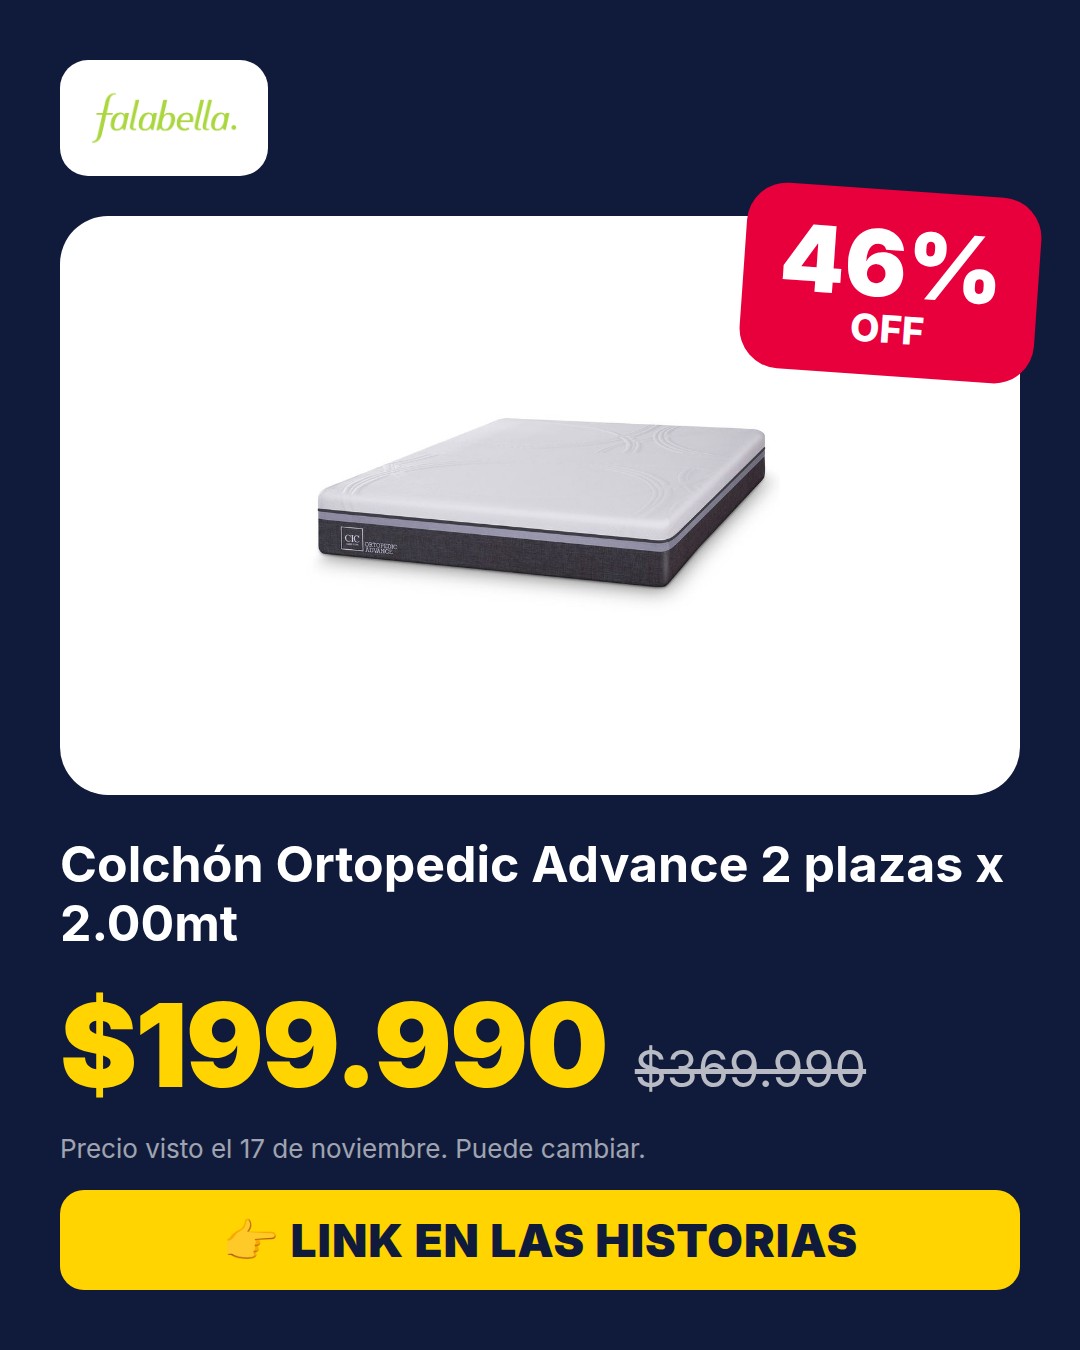 falabella.
46%
OFF
CIC
ORTOPEDIC
ADVANCE
Colchón Ortopedic Advance 2 plazas x
2.00mt
$199.990 $369.990
Precio visto el 17 de noviembre. Puede cambiar.
👉 LINK EN LAS HISTORIAS